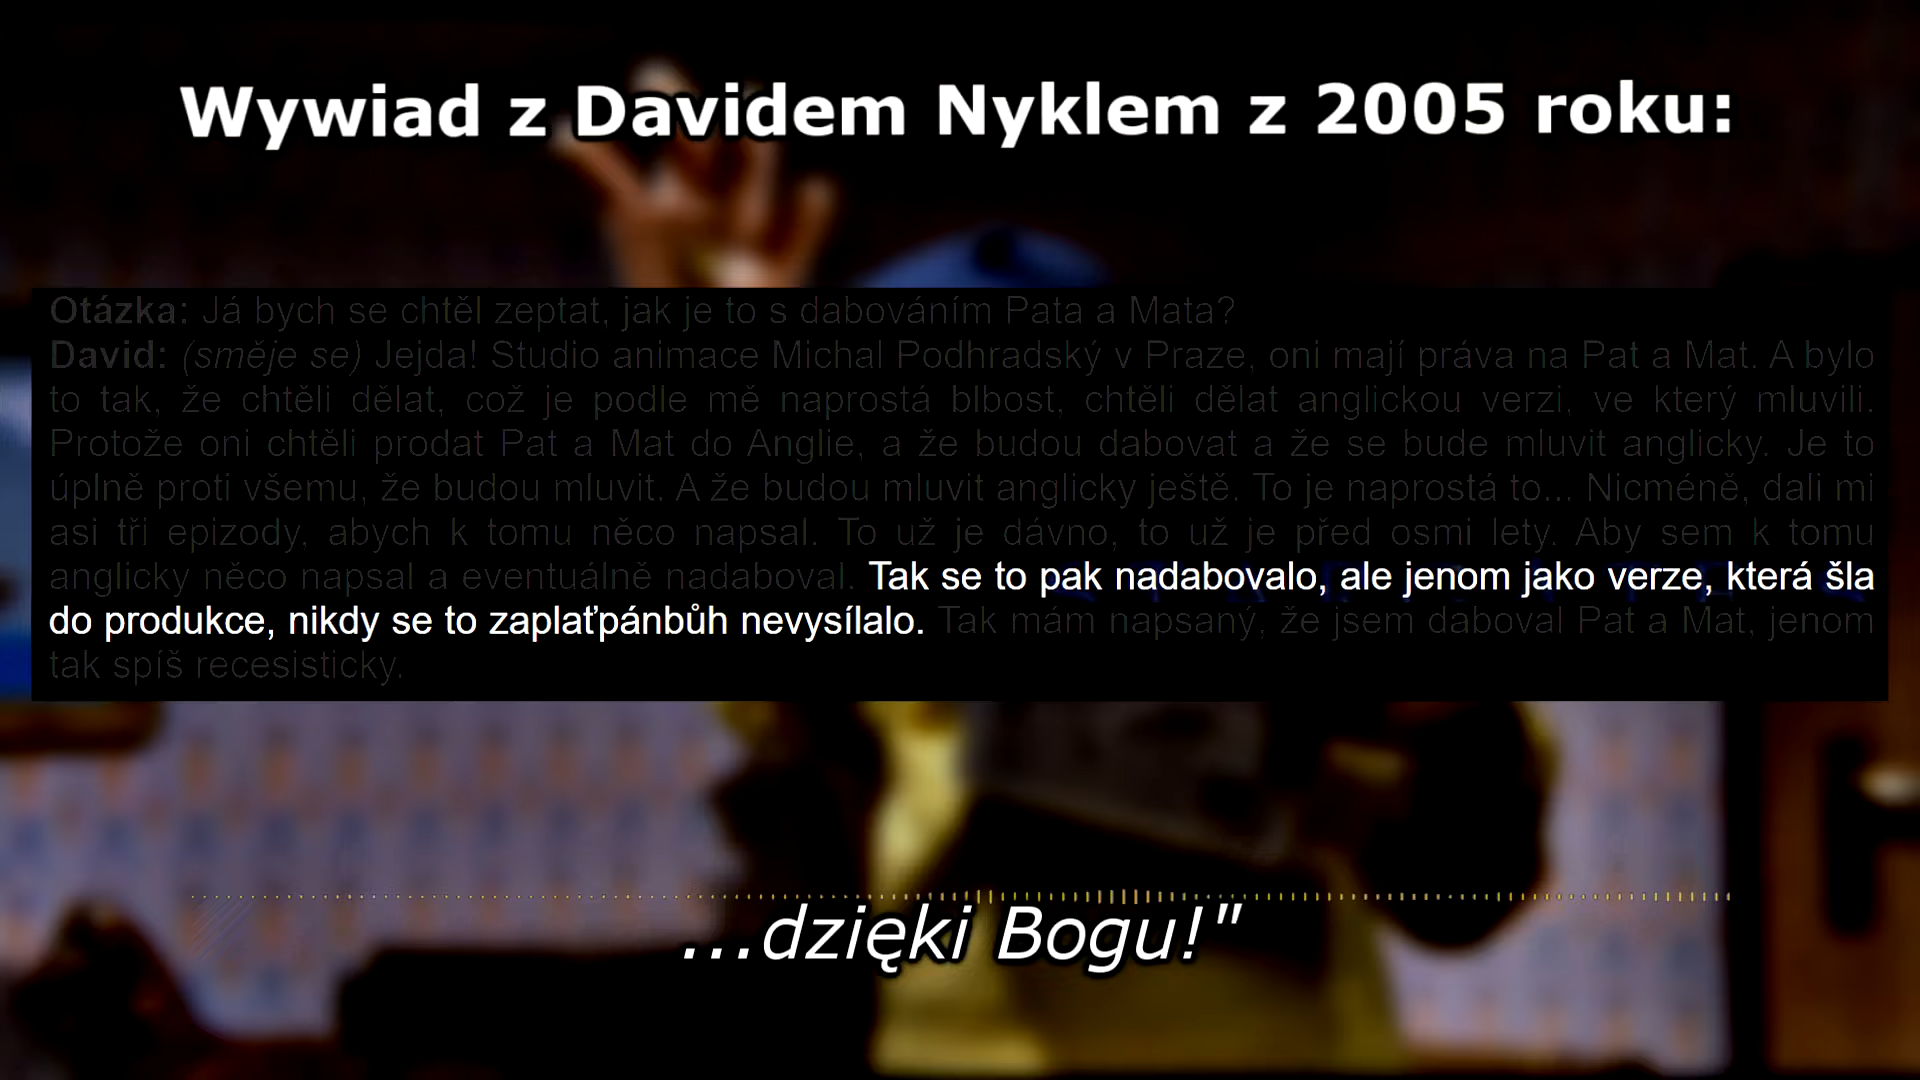 Wywiad z Davidem Nyklem z 2005 roku:
Otázka: Já bych se chtěl zeptat, jak je to s dabováním Pata a Mata?
David: (směje se) Jejda! Studio animace Michal Podhradský v Praze, oni mají práva na Pat a Mat. A bylo
to tak, že chtěli dělat, což je podle mě naprostá blbost, chtěli dělat anglickou verzi, ve který mluvili.
Protože oni chtěli prodat Pat a Mat do Anglie, a že budou dabovat a že se bude mluvit anglicky. Je to
úplně proti všemu, že budou mluvit. A že budou mluvit anglicky ještě. To je naprostá to... Nicméně, dali mi
asi tři epizody, abych k tomu něco napsal. To už je dávno, to už je před osmi lety. Aby sem k tomu
anglicky něco napsal a eventuálně nadaboval. Tak se to pak nadabovalo, ale jenom jako verze, která šla
do produkce, nikdy se to zaplaťpánbůh nevysílalo. Tak mám napsaný, že jsem daboval Pat a Mat, jenom
tak spíš recesisticky.
...dzięki Bogu!"